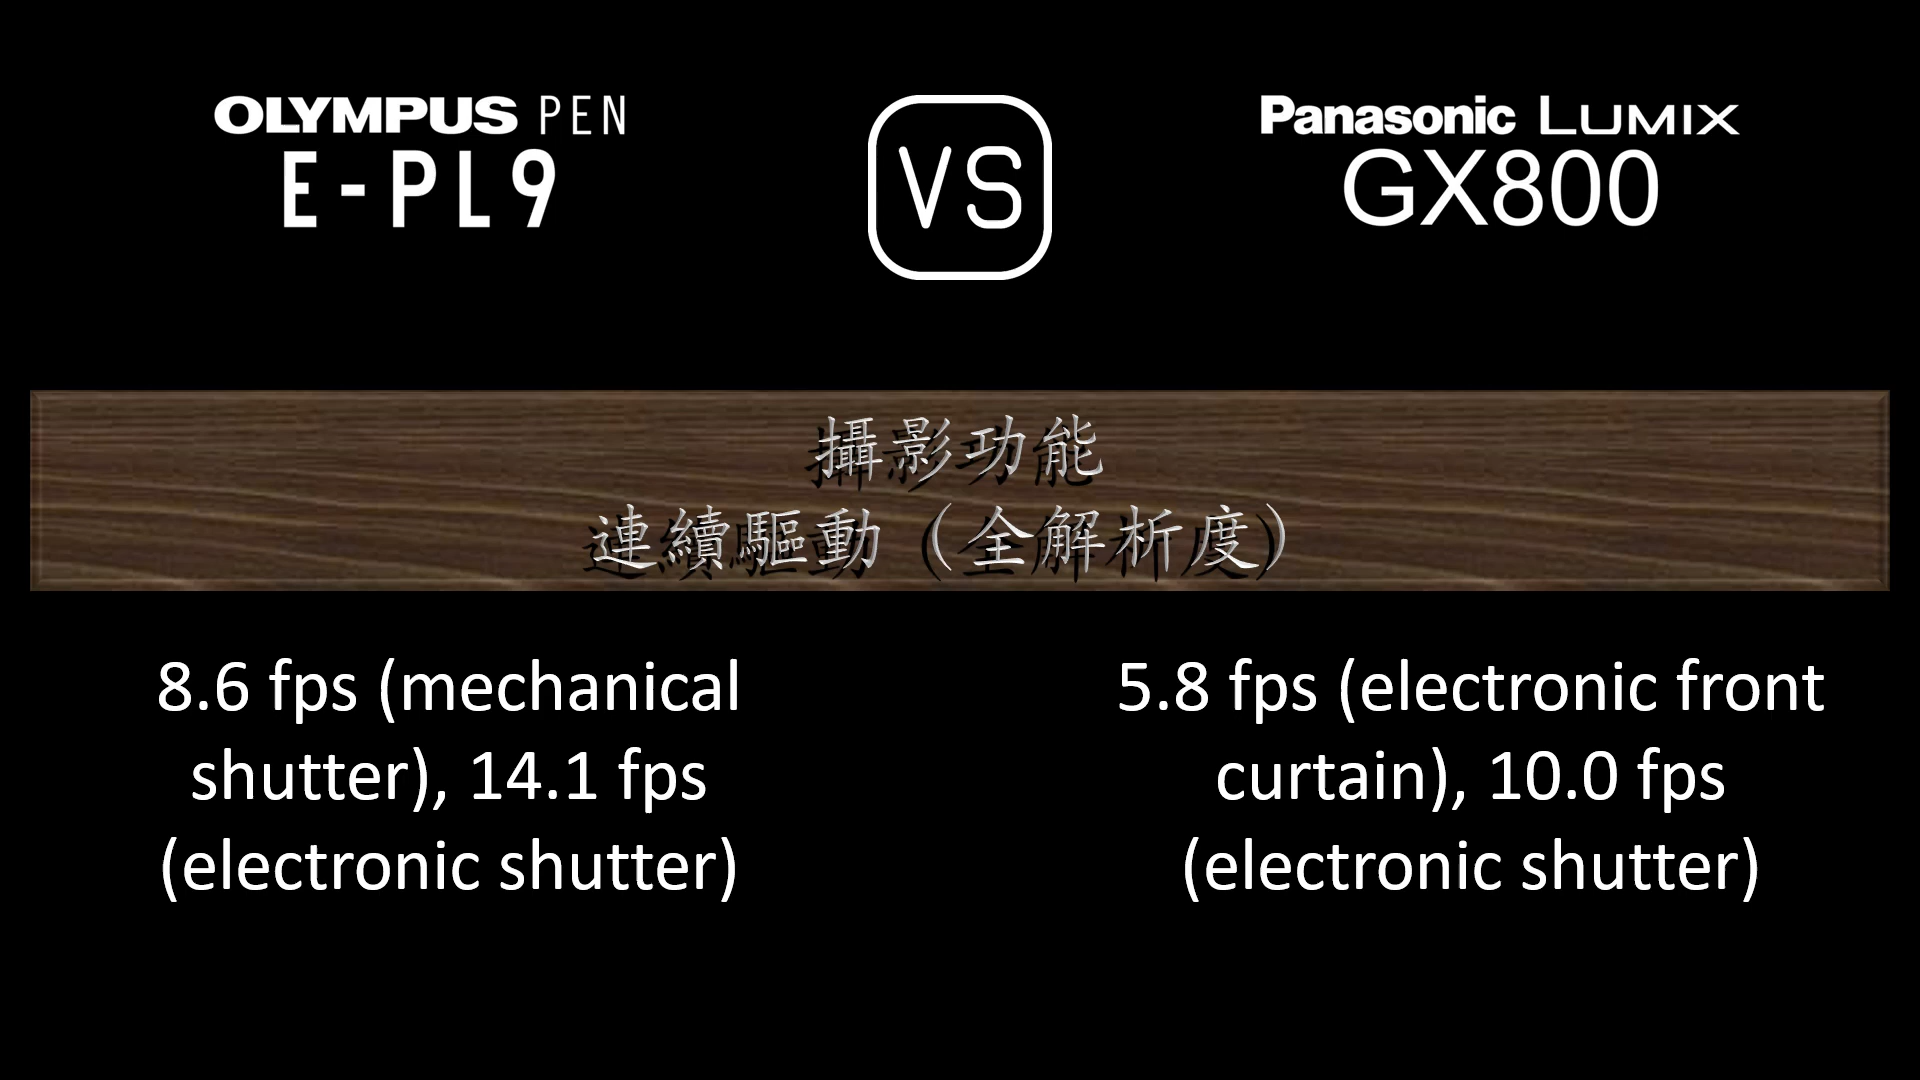 OLYMPUS PEN
E-PL9
VS
Panasonic LUMIX
GX800
攝影功能
連續驅動（全解析度）
8.6 fps (mechanical
shutter), 14.1 fps
(electronic shutter)
5.8 fps (electronic front
curtain), 10.0 fps
(electronic shutter)